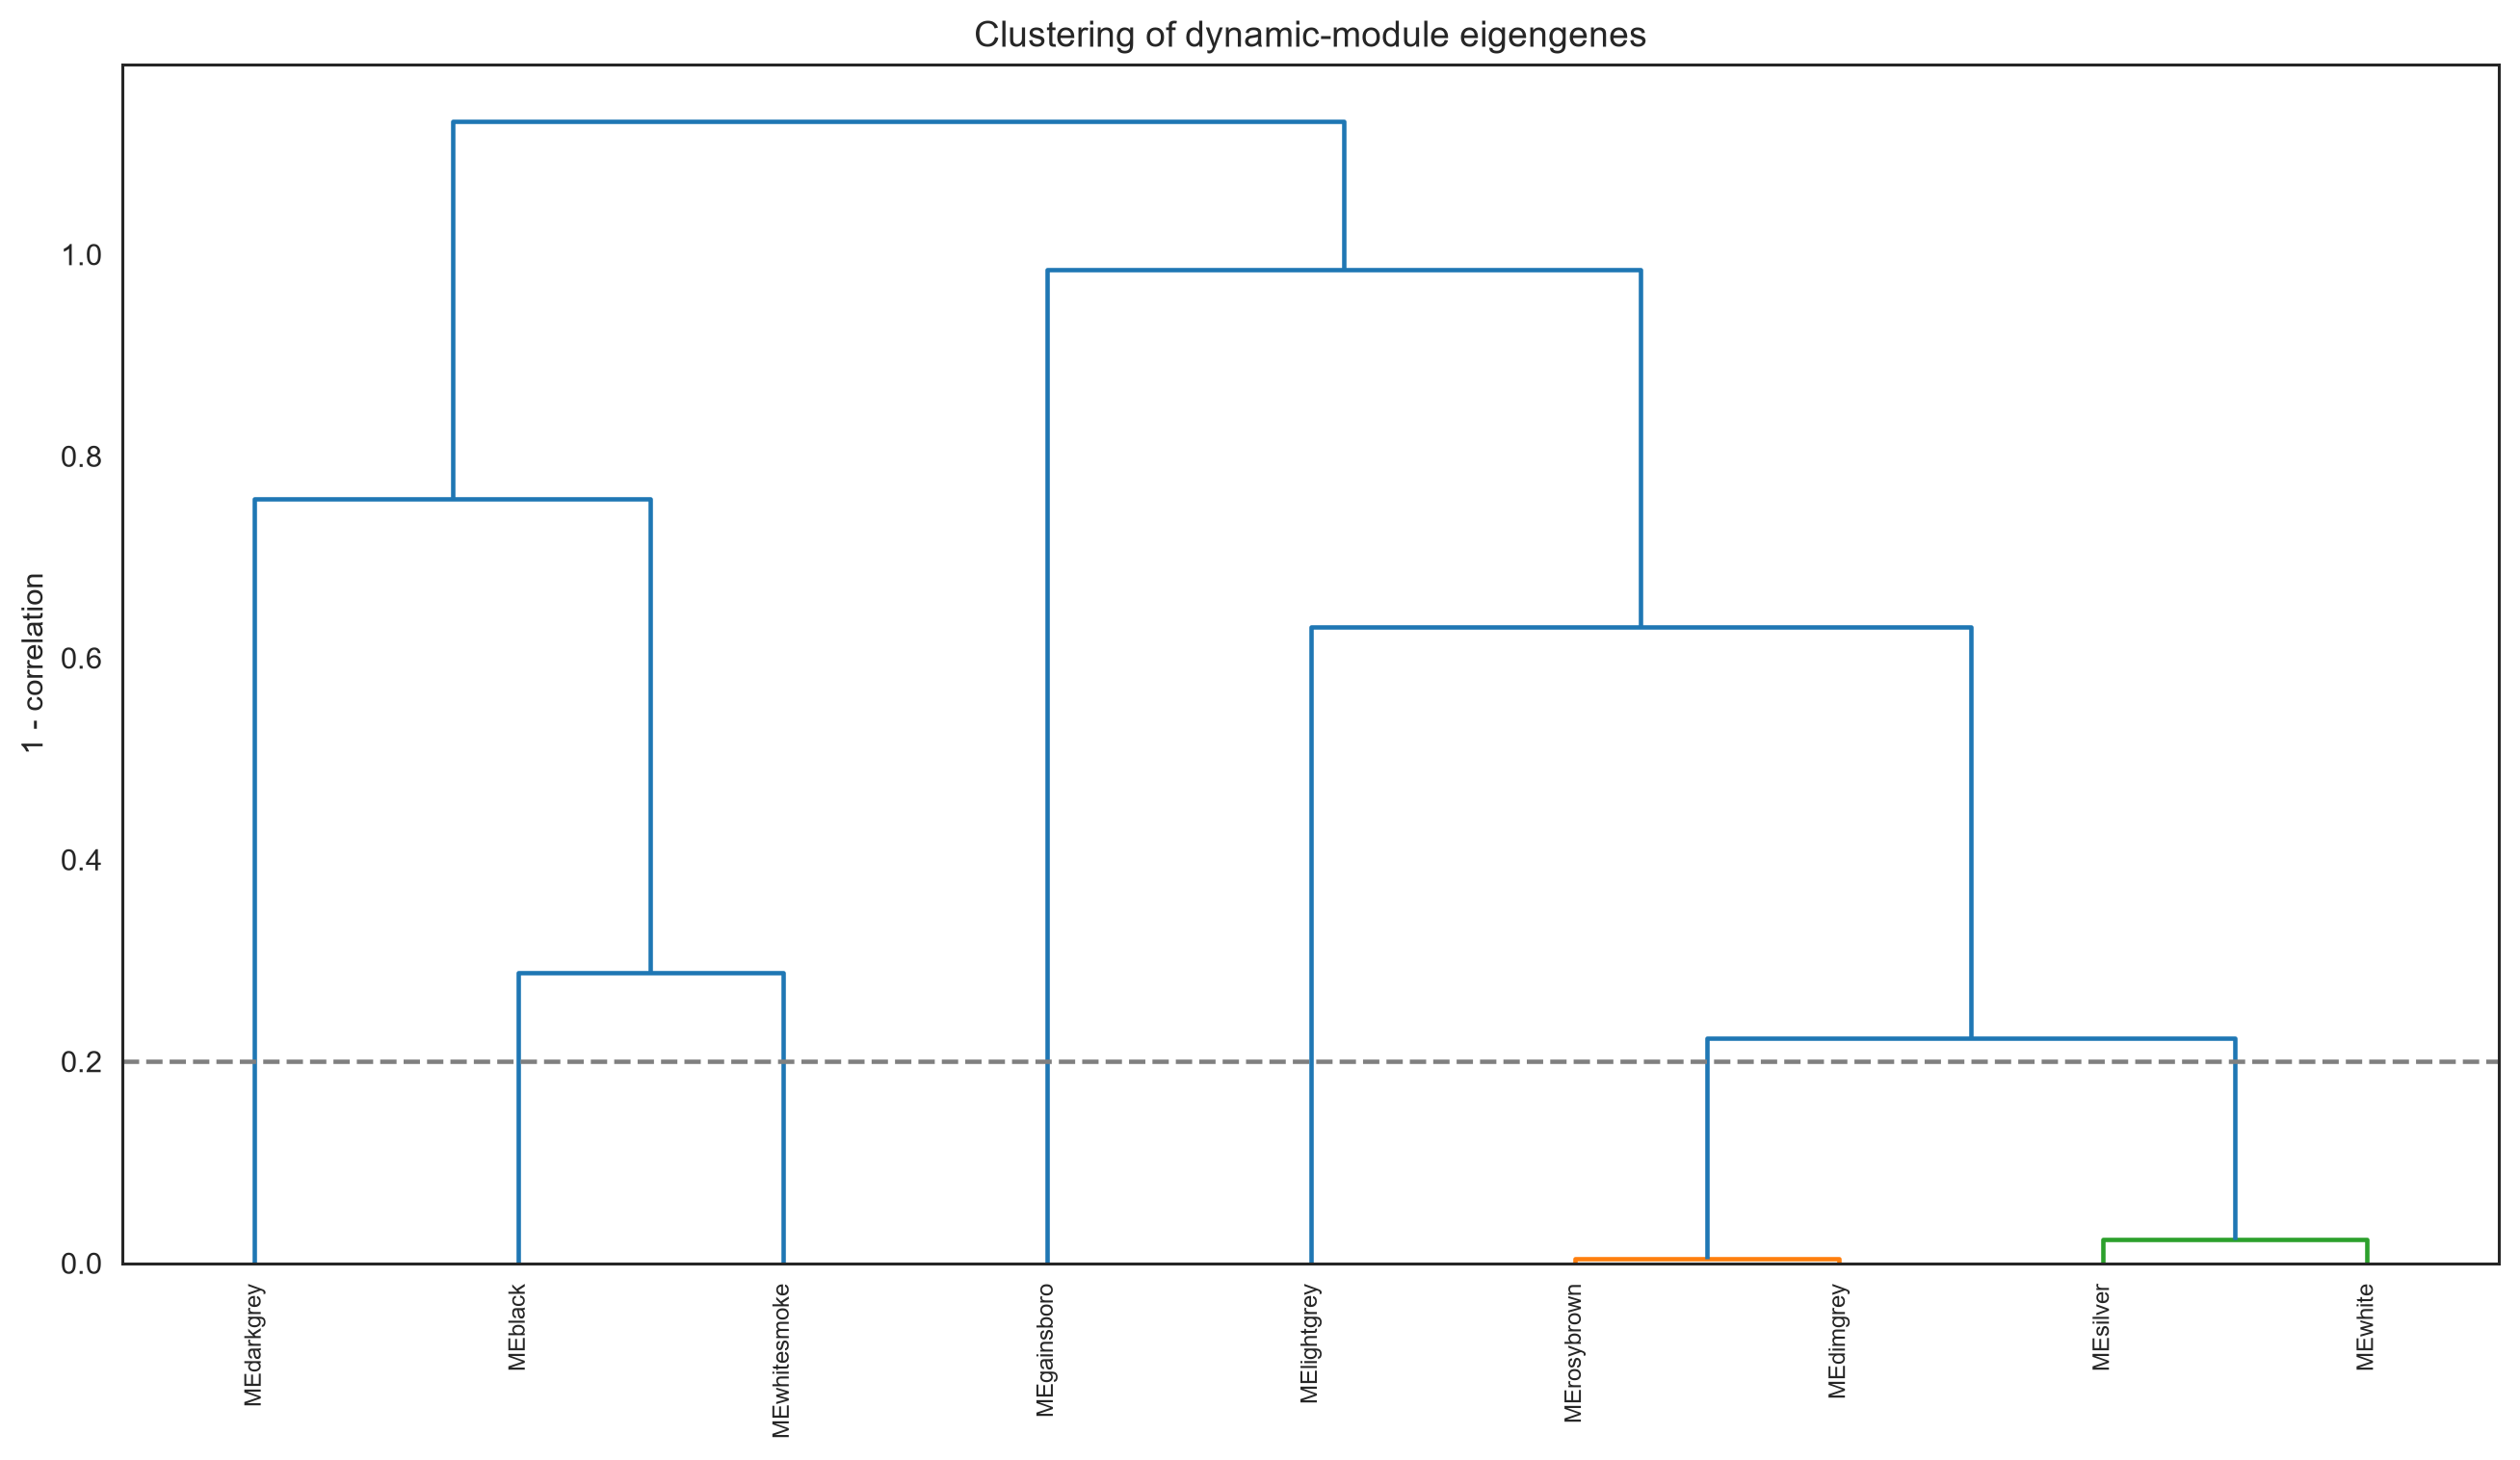 Clustering of dynamic-module eigengenes
1 - correlation
1.0
0.8
0.6
0.4
0.2
0.0
MEdarkgrey
MEblack
MEwhitesmoke
MEgainsboro
MElightgrey
MErosybrown
MEdimgrey
MEsilver
MEwhite